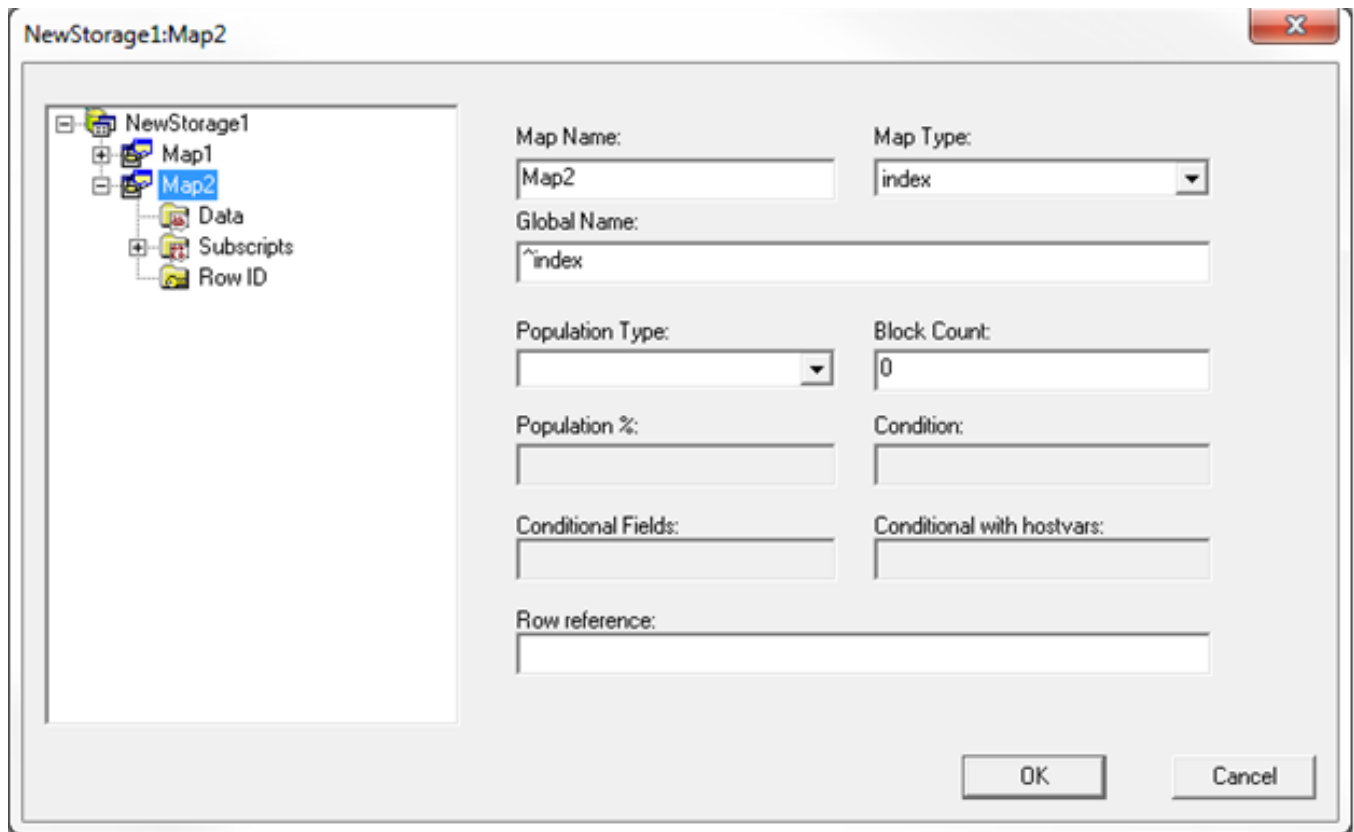 NewStorage1:Map2
NewStorage1
Map1
Map2
Data
Subscripts
Row ID
Map Name: Map Type:
Map2 index
Global Name:
^index
Population Type: Block Count:
0
Population %: Condition:
Conditional Fields: Conditional with hostvars:
Row reference:
OK Cancel